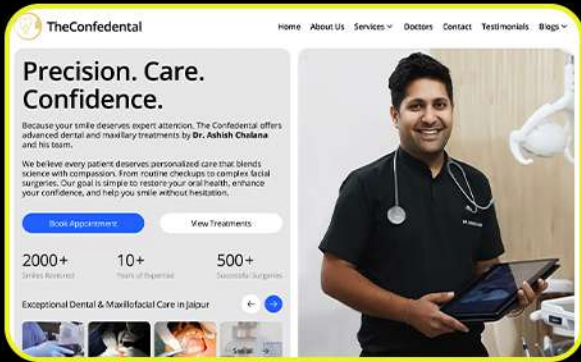 TheConfedental
Home About Us Services Doctors Contact Testimonials Blogs
Precision. Care.
Confidence.
Because your smile deserves expert attention, The Confedental offers
advanced dental and maxillary treatments by Dr. Ashish Chalana
and his team.
We believe every patient deserves personalized care that blends
science with compassion. From routine checkups to complex facial
surgeries. Our goal is simple to restore your oral health, enhance
your confidence, and help you smile without hesitation.
Book Appointment View Treatments
2000+ 10+ 500+
Smiles Restored Years of Expertise Successful Surgeries
Exceptional Dental & Maxillofacial Care in Jaipur